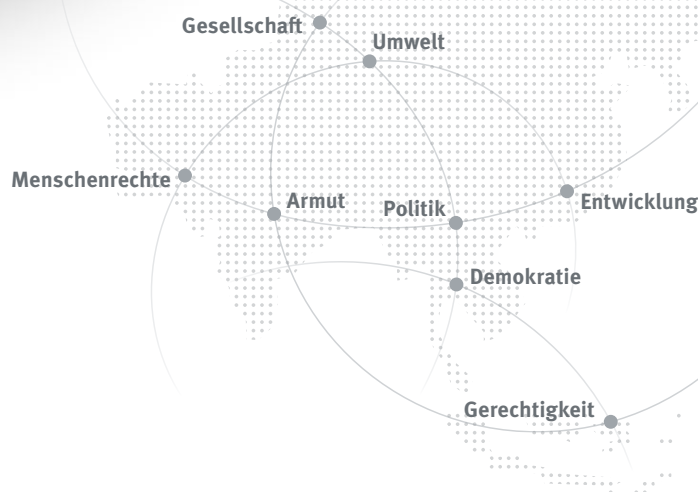 Gesellschaft
Umwelt
Menschenrechte
Armut
Politik
Entwicklung
Demokratie
Gerechtigkeit